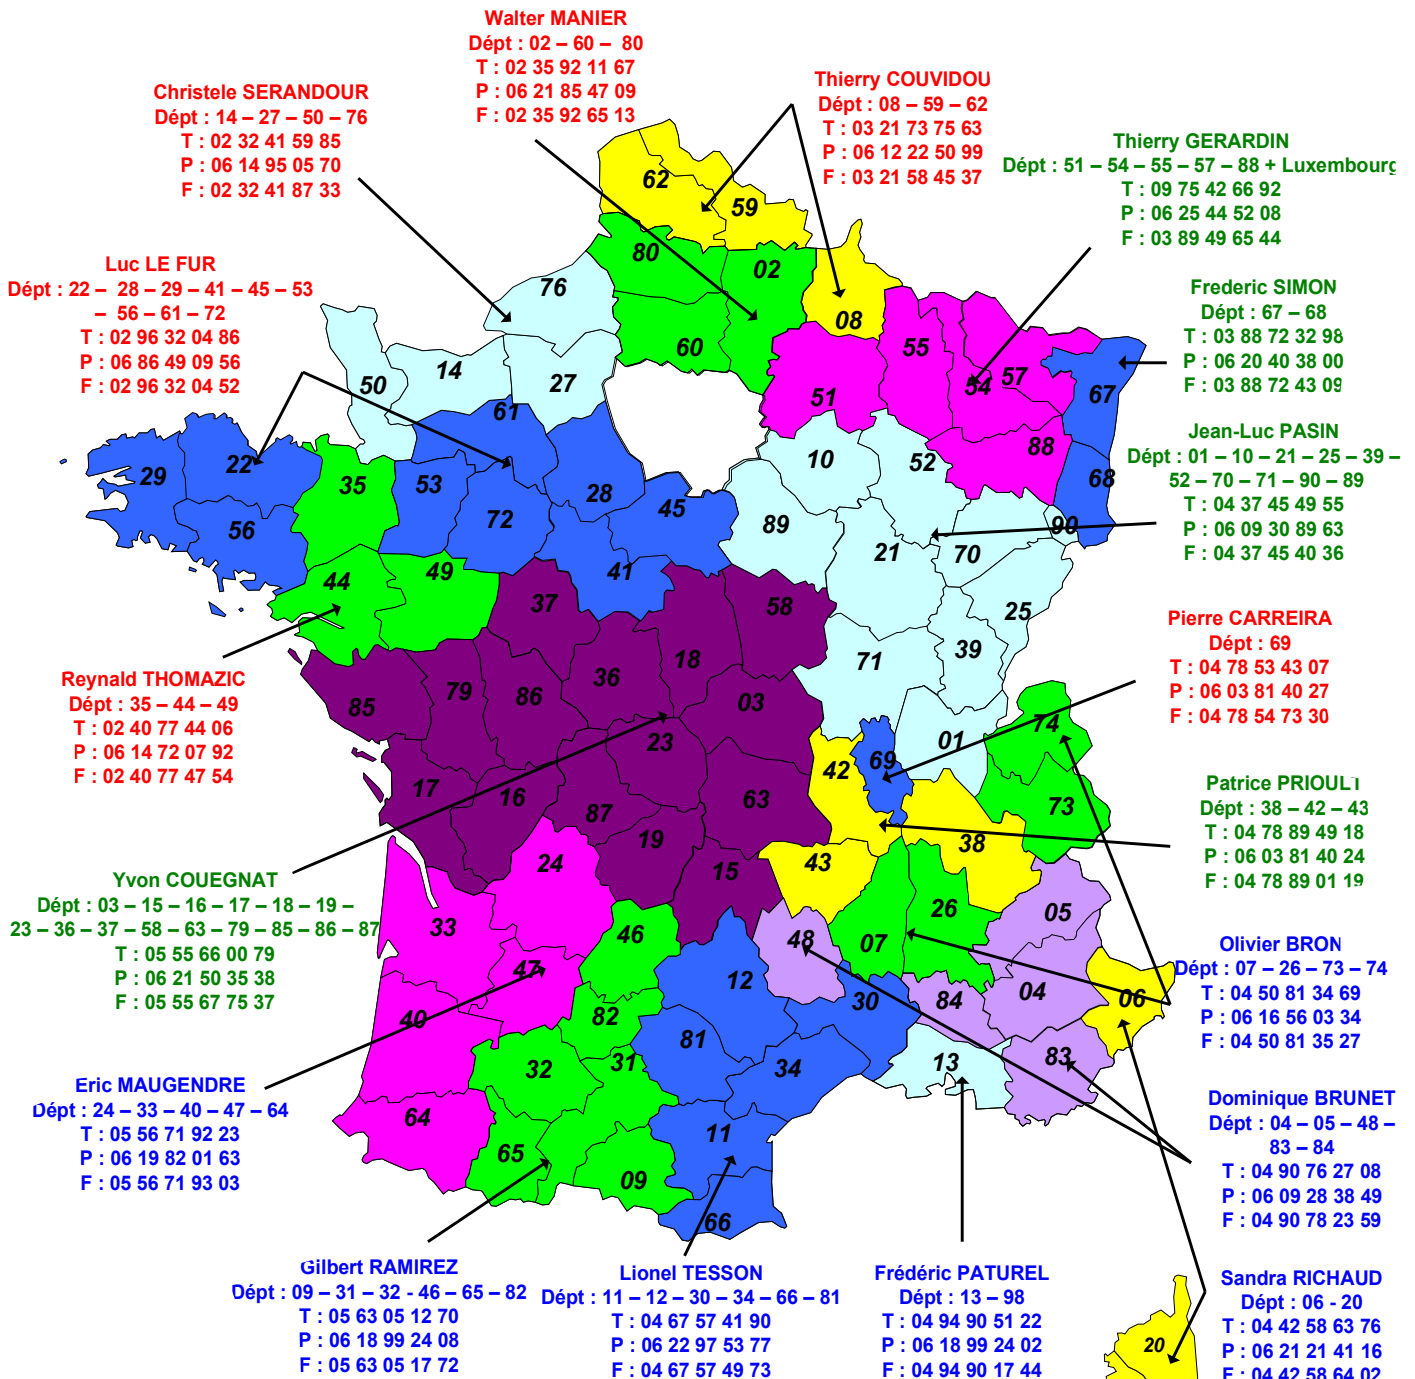 Walter MANIER
Dépt : 02 – 60 – 80
T : 02 35 92 11 67
P : 06 21 85 47 09
F : 02 35 92 65 13
Christele SERANDOUR
Dépt : 14 – 27 – 50 – 76
T : 02 32 41 59 85
P : 06 14 95 05 70
F : 02 32 41 87 33
Thierry COUVIDOU
Dépt : 08 – 59 – 62
T : 03 21 73 75 63
P : 06 12 22 50 99
F : 03 21 58 45 37
Thierry GERARDIN
Dépt : 51 – 54 – 55 – 57 – 88 + Luxembourg
T : 09 75 42 66 92
P : 06 25 44 52 08
F : 03 89 49 65 44
Luc LE FUR
Dépt : 22 – 28 – 29 – 41 – 45 – 53
– 56 – 61 – 72
T : 02 96 32 04 86
P : 06 86 49 09 56
F : 02 96 32 04 52
Frederic SIMON
Dépt : 67 – 68
T : 03 88 72 32 98
P : 06 20 40 38 00
F : 03 88 72 43 09
Jean-Luc PASIN
Dépt : 01 – 10 – 21 – 25 – 39 –
52 – 70 – 71 – 90 – 89
T : 04 37 45 49 55
P : 06 09 30 89 63
F : 04 37 45 40 36
Pierre CARREIRA
Dépt : 69
T : 04 78 53 43 07
P : 06 03 81 40 27
F : 04 78 54 73 30
Reynald THOMAZIC
Dépt : 35 – 44 – 49
T : 02 40 77 44 06
P : 06 14 72 07 92
F : 02 40 77 47 54
Patrice PRIOULT
Dépt : 38 – 42 – 43
T : 04 78 89 49 18
P : 06 03 81 40 24
F : 04 78 89 01 19
Yvon COUEGNAT
Dépt : 03 – 15 – 16 – 17 – 18 – 19 –
23 – 36 – 37 – 58 – 63 – 79 – 85 – 86 – 87
T : 05 55 66 00 79
P : 06 21 50 35 38
F : 05 55 67 75 37
Olivier BRON
Dépt : 07 – 26 – 73 – 74
T : 04 50 81 34 69
P : 06 16 56 03 34
F : 04 50 81 35 27
Eric MAUGENDRE
Dépt : 24 – 33 – 40 – 47 – 64
T : 05 56 71 92 23
P : 06 19 82 01 63
F : 05 56 71 93 03
Dominique BRUNET
Dépt : 04 – 05 – 48 –
83 – 84
T : 04 90 76 27 08
P : 06 09 28 38 49
F : 04 90 78 23 59
Gilbert RAMIREZ
Dépt : 09 – 31 – 32 - 46 – 65 – 82
T : 05 63 05 12 70
P : 06 18 99 24 08
F : 05 63 05 17 72
Lionel TESSON
Dépt : 11 – 12 – 30 – 34 – 66 – 81
T : 04 67 57 41 90
P : 06 22 97 53 77
F : 04 67 57 49 73
Frédéric PATUREL
Dépt : 13 – 98
T : 04 94 90 51 22
P : 06 18 99 24 02
F : 04 94 90 17 44
Sandra RICHAUD
Dépt : 06 - 20
T : 04 42 58 63 76
P : 06 21 21 41 16
F : 04 42 58 64 02
62
59
80
02
76
08
60
55
57
54
14
50
27
51
67
61
88
10
52
68
22
29
35
53
28
45
72
56
89
90
21
70
49
44
41
37
58
25
18
39
71
36
79
86
85
03
74
23
01
69
42
17
16
63
73
87
19
38
24
43
15
26
05
33
46
48
07
47
12
04
06
30
84
40
82
81
83
13
31
32
34
64
11
65
09
66
20